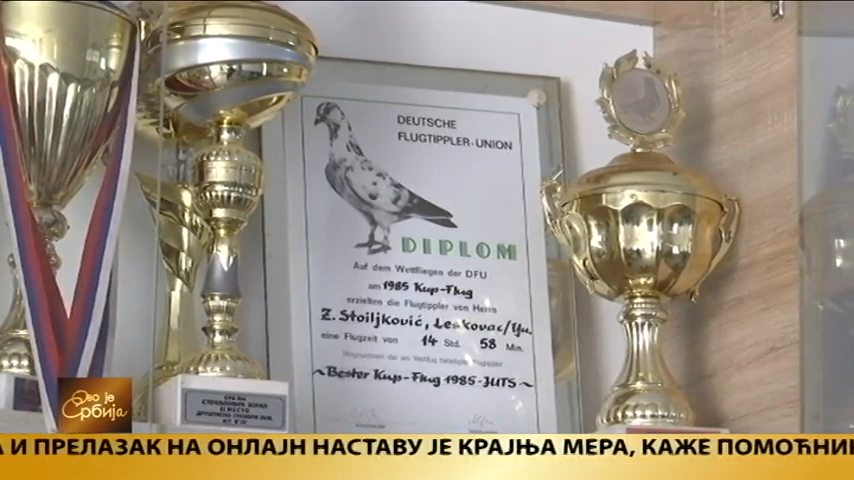 DEUTSCHE
FLUGTIPPLER-UNION
DIPLOM
Auf dem Wettfliegen der DFU
am 1985 Kup-Flug
erzielten die Flugtippler von Herrn
Z. Stoiljković, Leskovac/Yu.
eine Flugzeit von 14 Std. 58 Min.
~Bester Kup-Flug 1985-JUTS~
Ово је
Србија
А И ПРЕЛАЗАК НА ОНЛАЈН НАСТАВУ ЈЕ КРАЈЊА МЕРА, КАЖЕ ПОМОЋНИ